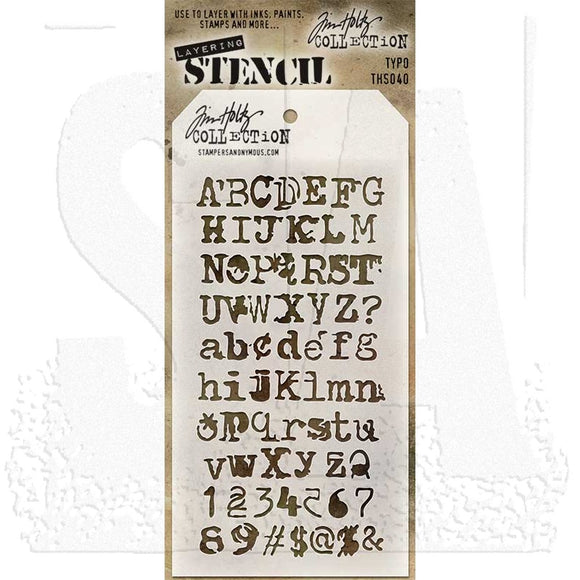 USE TO LAYER WITH INKS, PAINTS,
STAMPS AND MORE...
LAYERING
STENCIL
Tim Holtz
COLLECTION
TYPO
THS040
Tim Holtz
COLLECTION
STAMPERSANONYMOUS.COM
ABCDEFG
HIJKLM
NOPQRST
UVWXYZ?
abcdefg
hijklmn
opqrstu
vwxyz
1234567
89#$@%&
SA